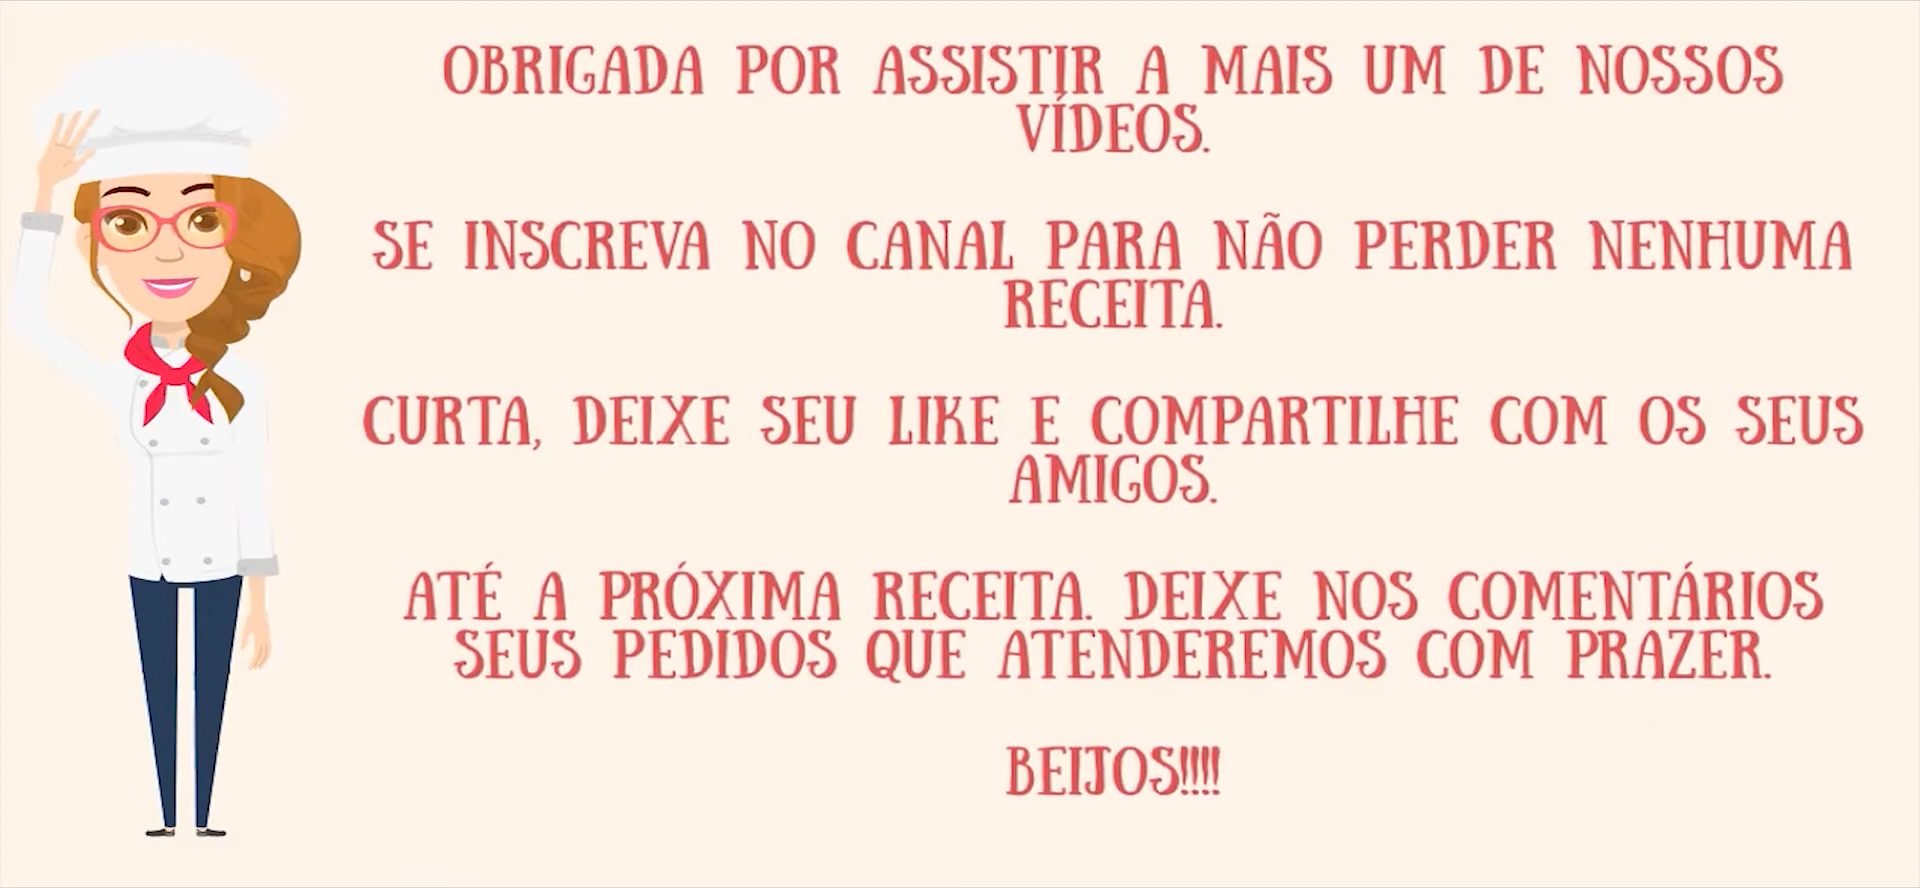 OBRIGADA POR ASSISTIR A MAIS UM DE NOSSOS
VÍDEOS.
SE INSCREVA NO CANAL PARA NÃO PERDER NENHUMA
RECEITA.
CURTA, DEIXE SEU LIKE E COMPARTILHE COM OS SEUS
AMIGOS.
ATÉ A PRÓXIMA RECEITA. DEIXE NOS COMENTÁRIOS
SEUS PEDIDOS QUE ATENDEREMOS COM PRAZER.
BEIJOS!!!!